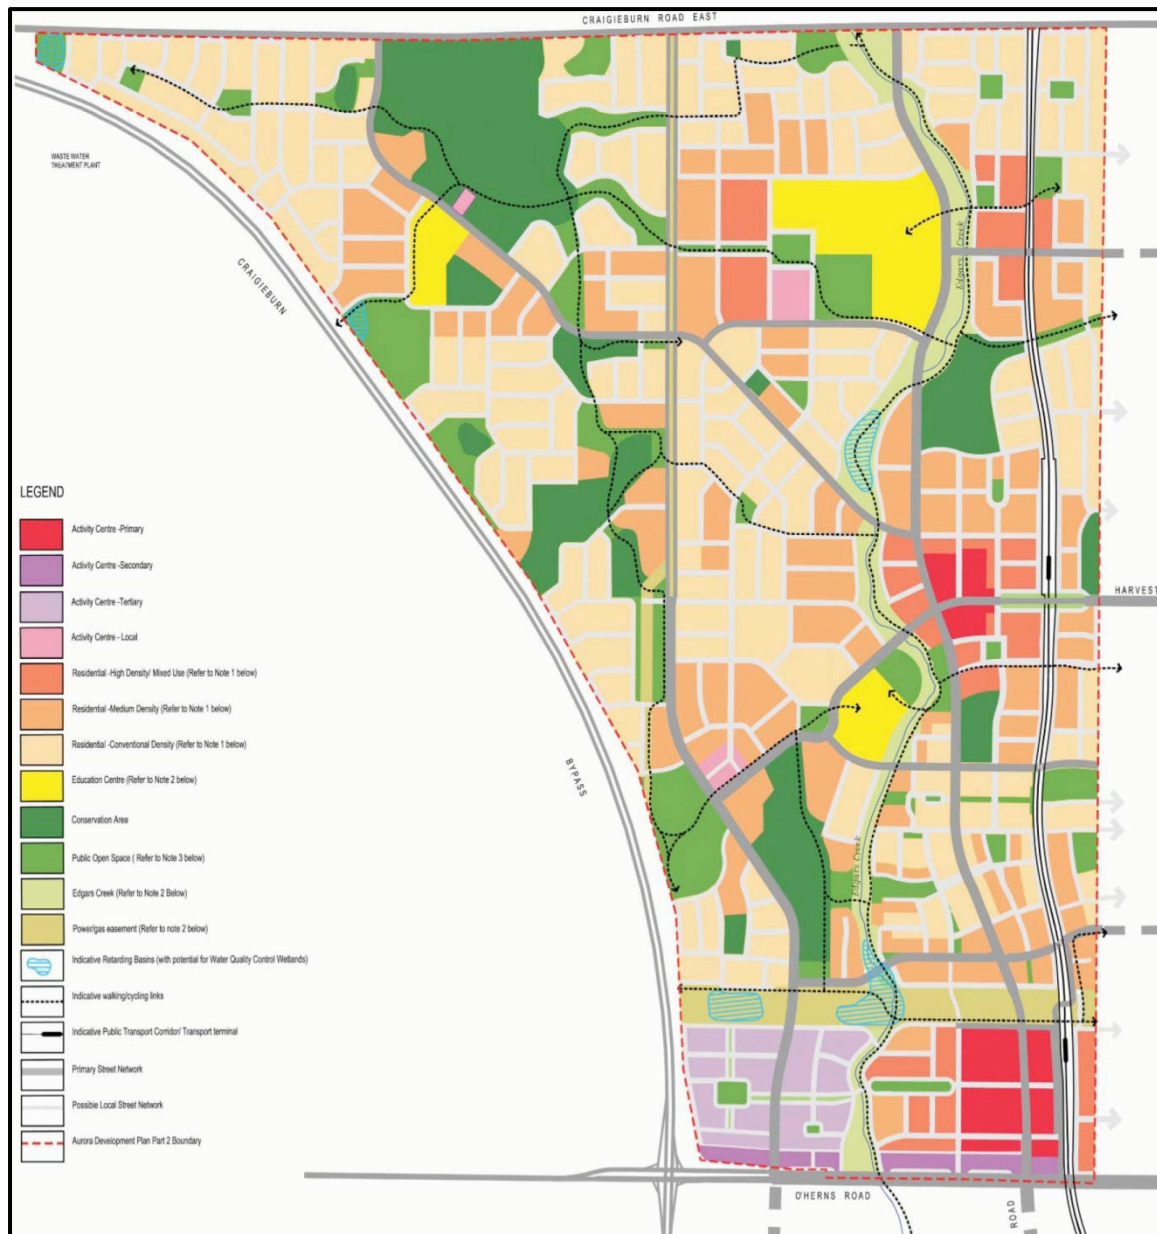 CRAIGIEBURN ROAD EAST
WASTE WATER
TREATMENT PLANT
CRAIGIEBURN
Edgars Creek
LEGEND
Activity Centre -Primary
Activity Centre -Secondary
Activity Centre -Tertiary
Activity Centre - Local
Residential -High Density/ Mixed Use (Refer to Note 1 below)
Residential -Medium Density (Refer to Note 1 below)
Residential -Conventional Density (Refer to Note 1 below)
Education Centre (Refer to Note 2 below)
Conservation Area
Public Open Space ( Refer to Note 3 below)
Edgars Creek (Refer to Note 2 Below)
Power/gas easement (Refer to note 2 below)
Indicative Retarding Basins (with potential for Water Quality Control Wetlands)
Indicative walking/cycling links
Indicative Public Transport Corridor/ Transport terminal
Primary Street Network
Possible Local Street Network
Aurora Development Plan Part 2 Boundary
HARVEST
BYPASS
Edgars Creek
O'HERNS ROAD
ROAD